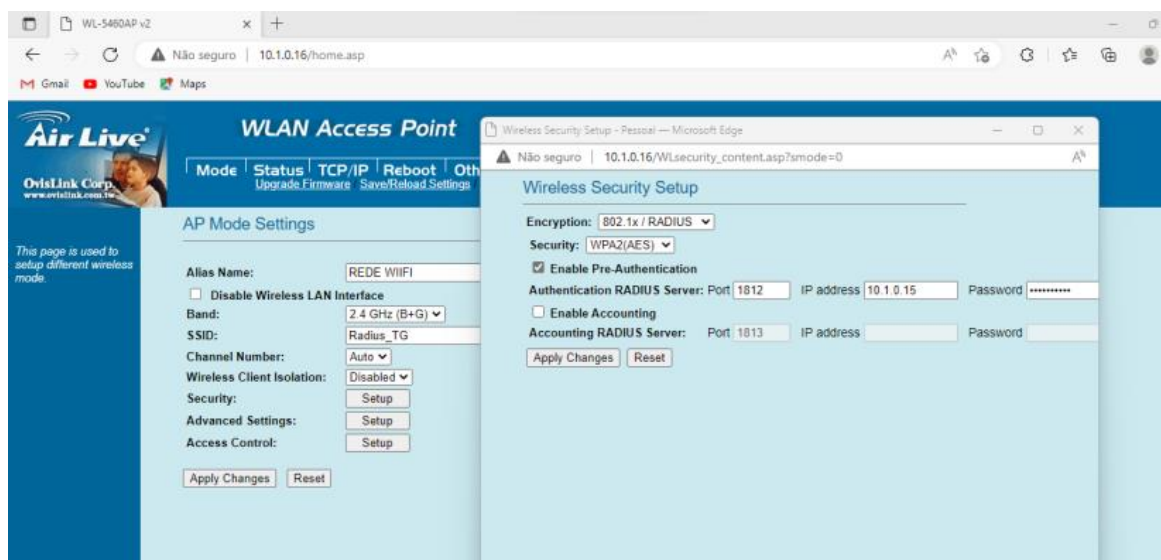 WL-5460AP v2
Não seguro | 10.1.0.16/home.asp
Gmail YouTube Maps
Air Live
OvisLink Corp.
www.ovislink.com.tw
WLAN Access Point
Mode Status TCP/IP Reboot Oth
Upgrade Firmware Save/Reload Settings
This page is used to
setup different wireless
mode.
AP Mode Settings
Alias Name: REDE WIIFI
Disable Wireless LAN Interface
Band: 2.4 GHz (B+G)
SSID: Radius_TG
Channel Number: Auto
Wireless Client Isolation: Disabled
Security: Setup
Advanced Settings: Setup
Access Control: Setup
Apply Changes Reset
Wireless Security Setup - Pessoal — Microsoft Edge
Não seguro | 10.1.0.16/WLsecurity_content.asp?smode=0
Wireless Security Setup
Encryption: 802.1x / RADIUS
Security: WPA2(AES)
Enable Pre-Authentication
Authentication RADIUS Server: Port 1812 IP address 10.1.0.15 Password ••••••••••
Enable Accounting
Accounting RADIUS Server: Port 1813 IP address Password
Apply Changes Reset